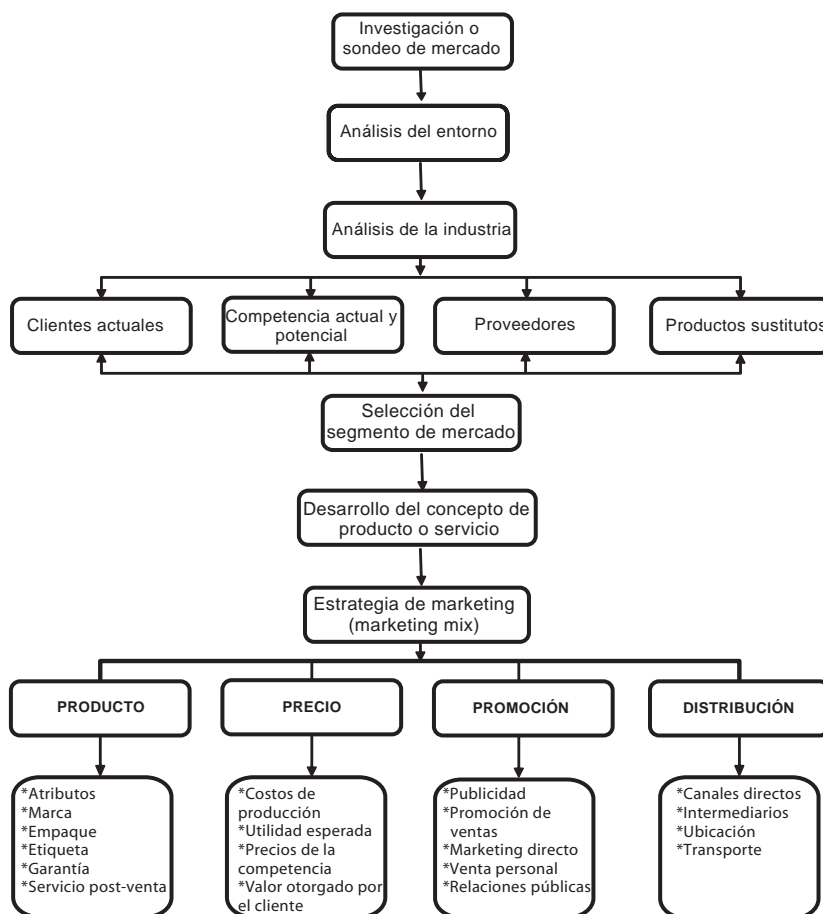 Investigación o
sondeo de mercado
Análisis del entorno
Análisis de la industria
Clientes actuales
Competencia actual y
potencial
Proveedores
Productos sustitutos
Selección del
segmento de mercado
Desarrollo del concepto de
producto o servicio
Estrategia de marketing
(marketing mix)
PRODUCTO
PRECIO
PROMOCIÓN
DISTRIBUCIÓN
*Atributos
*Marca
*Empaque
*Etiqueta
*Garantía
*Servicio post-venta
*Costos de
producción
*Utilidad esperada
*Precios de la
competencia
*Valor otorgado por
el cliente
*Publicidad
*Promoción de
ventas
*Marketing directo
*Venta personal
*Relaciones públicas
*Canales directos
*Intermediarios
*Ubicación
*Transporte